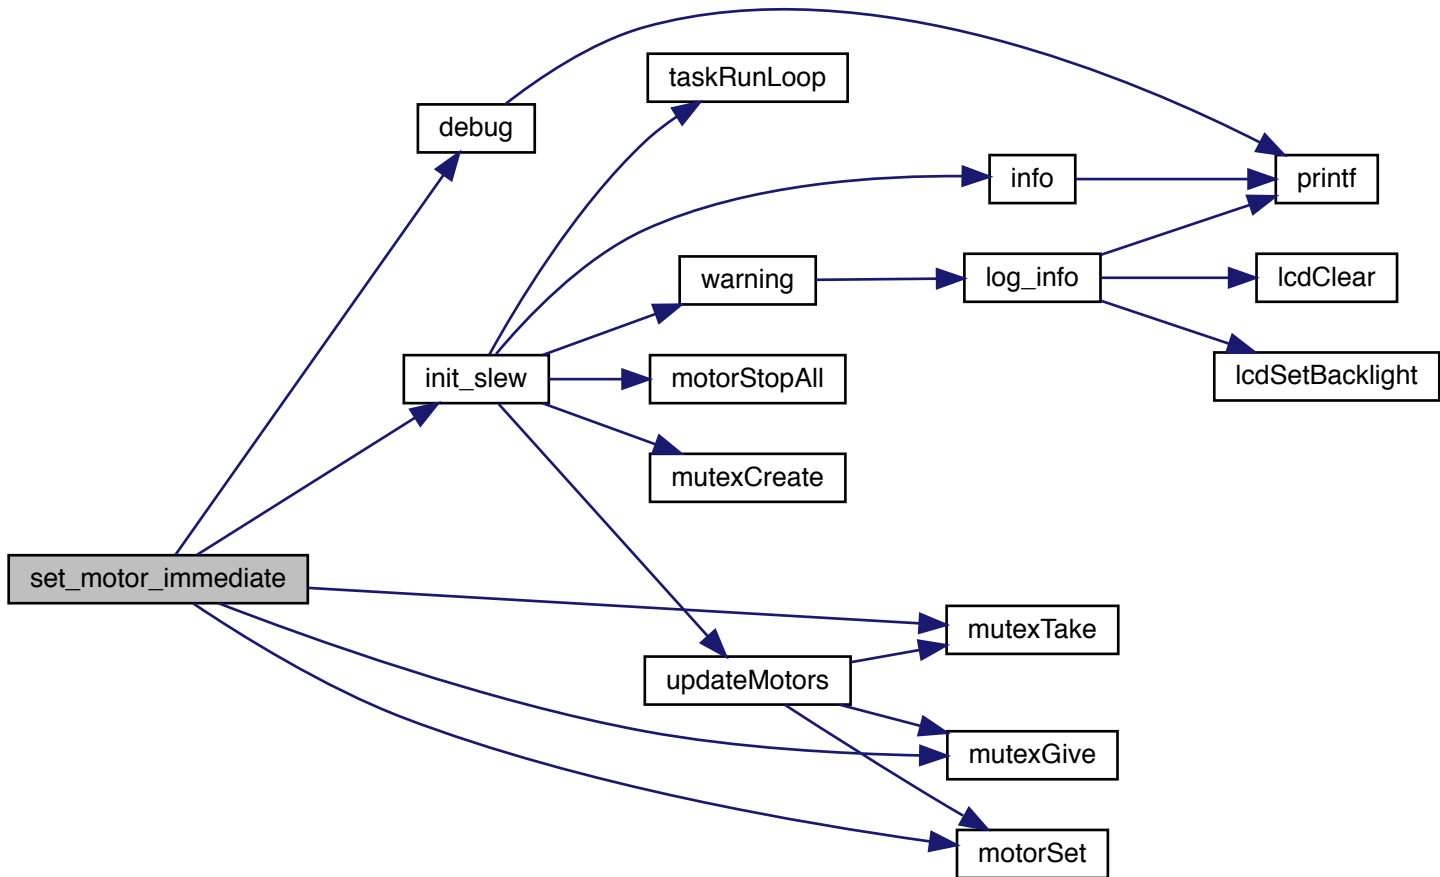 taskRunLoop
debug
info
printf
warning
log_info
lcdClear
init_slew
motorStopAll
lcdSetBacklight
mutexCreate
set_motor_immediate
mutexTake
updateMotors
mutexGive
motorSet